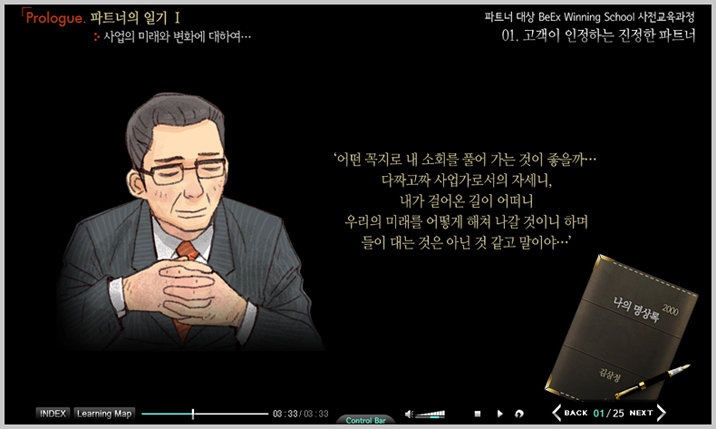 Prologue. 파트너의 일기 Ⅰ
사업의 미래와 변화에 대하여…
파트너 대상 BeEx Winning School 사전교육과정
01. 고객이 인정하는 진정한 파트너
‘어떤 꼭지로 내 소회를 풀어 가는 것이 좋을까…
다짜고짜 사업가로서의 자세니,
내가 걸어온 길이 어떠니
우리의 미래를 어떻게 해쳐 나갈 것이니 하며
들이 대는 것은 아닌 것 같고 말이야…’
나의 명상록 2000
김삼정
INDEX Learning Map 03:33/03:33 Control Bar BACK 01/25 NEXT